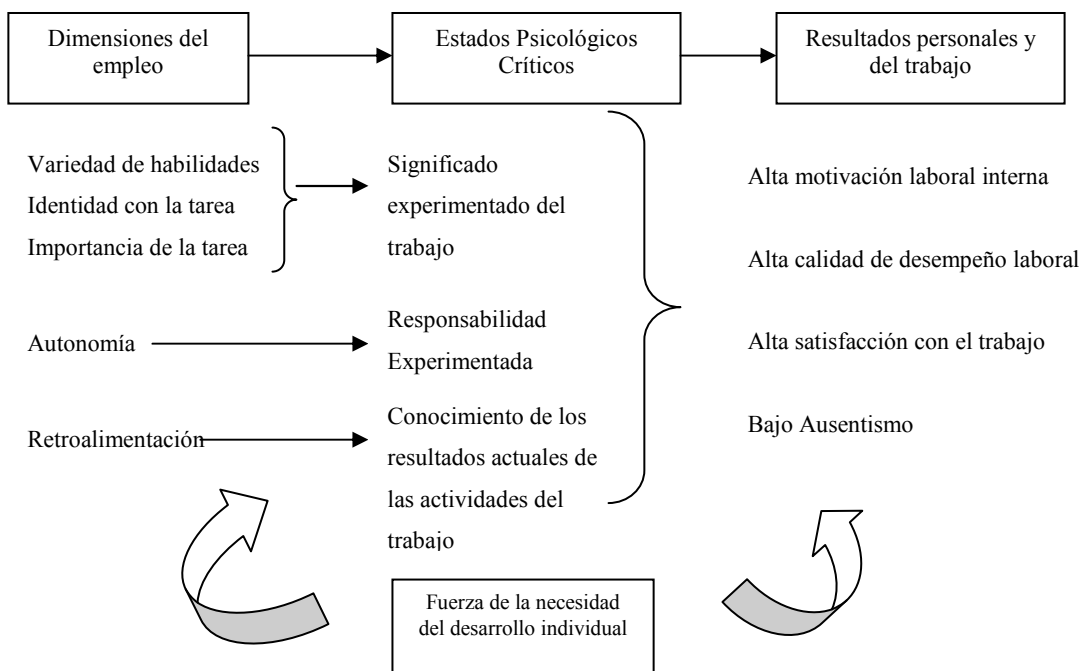 Dimensiones del
empleo
Estados Psicológicos
Críticos
Resultados personales y
del trabajo
Variedad de habilidades
Identidad con la tarea
Importancia de la tarea
Significado
experimentado del
trabajo
Alta motivación laboral interna
Alta calidad de desempeño laboral
Autonomía
Responsabilidad
Experimentada
Alta satisfacción con el trabajo
Retroalimentación
Conocimiento de los
resultados actuales de
las actividades del
trabajo
Bajo Ausentismo
Fuerza de la necesidad
del desarrollo individual